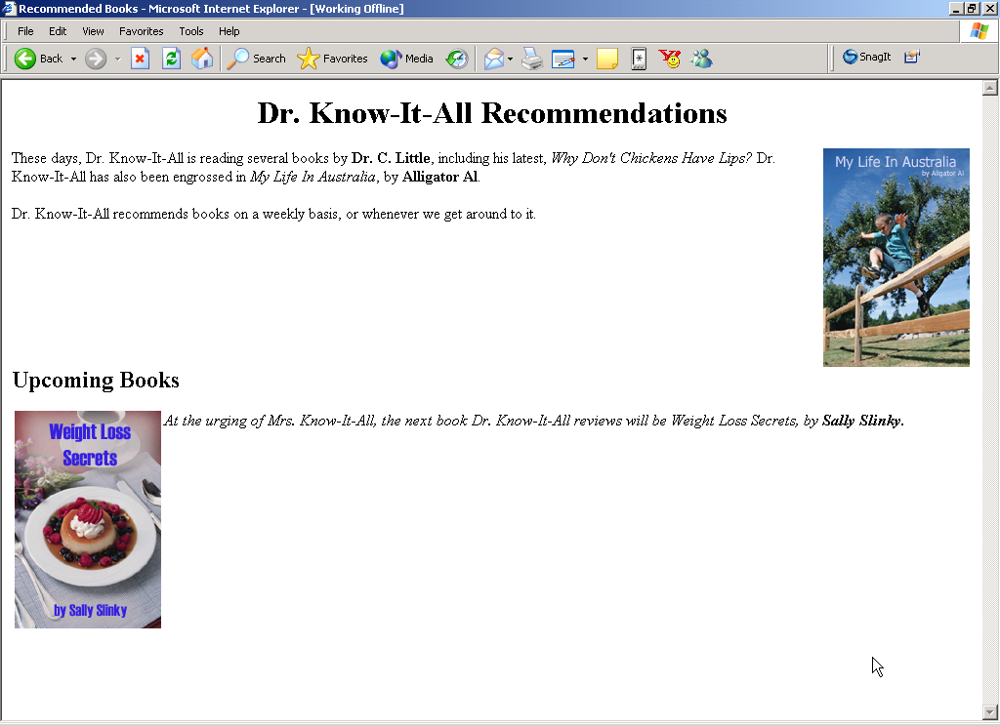 Recommended Books - Microsoft Internet Explorer - [Working Offline]
File Edit View Favorites Tools Help
Back Search Favorites Media SnagIt
Dr. Know-It-All Recommendations
These days, Dr. Know-It-All is reading several books by Dr. C. Little, including his latest, Why Don't Chickens Have Lips? Dr.
Know-It-All has also been engrossed in My Life In Australia, by Alligator Al.
Dr. Know-It-All recommends books on a weekly basis, or whenever we get around to it.
My Life In Australia
by Alligator Al
Upcoming Books
At the urging of Mrs. Know-It-All, the next book Dr. Know-It-All reviews will be Weight Loss Secrets, by Sally Slinky.
Weight Loss
Secrets
by Sally Slinky